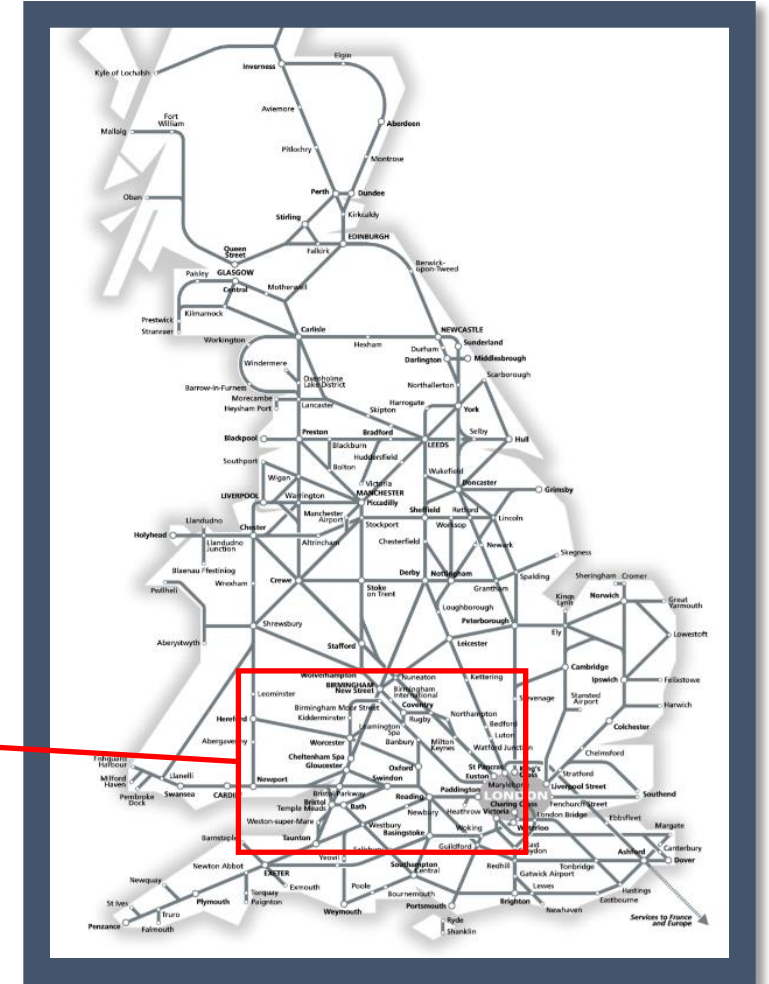 Elgin
Kyle of Lochalsh
Inverness
Aviemore
Fort
William
Mallaig
Aberdeen
Pitlochry
Montrose
Perth
Dundee
Oban
Stirling
Kirkcaldy
EDINBURGH
Queen
Street
Falkirk
Berwick-
upon-Tweed
Paisley
GLASGOW
Central
Motherwell
Prestwick
Kilmarnock
Stranraer
Carlisle
NEWCASTLE
Workington
Hexham
Sunderland
Durham
Darlington
Middlesbrough
Windermere
Scarborough
Oxenholme
Lake District
Northallerton
Barrow-in-Furness
Morecambe
Harrogate
Heysham Port
Lancaster
Skipton
York
Blackpool
Preston
Bradford
Selby
Blackburn
LEEDS
Hull
Huddersfield
Southport
Bolton
Wakefield
Wigan
Victoria
Doncaster
LIVERPOOL
Warrington
MANCHESTER
Piccadilly
Grimsby
Manchester
Airport
Sheffield
Retford
Llandudno
Stockport
Worksop
Lincoln
Holyhead
Chester
Llandudno
Junction
Altrincham
Chesterfield
Newark
Skegness
Blaenau Ffestiniog
Wrexham
Crewe
Derby
Nottingham
Spalding
Sheringham
Cromer
Pwllheli
Stoke
on Trent
Grantham
Kings
Lynn
Norwich
Great
Yarmouth
Loughborough
Shrewsbury
Peterborough
Ely
Lowestoft
Aberystwyth
Stafford
Leicester
Cambridge
Wolverhampton
Nuneaton
Kettering
Ipswich
Felixstowe
BIRMINGHAM
New Street
Birmingham
International
Leominster
Stevenage
Stansted
Airport
Harwich
Birmingham Moor Street
Coventry
Kidderminster
Rugby
Northampton
Hereford
Leamington
Spa
Bedford
Colchester
Abergavenny
Worcester
Banbury
Milton
Keynes
Luton
Watford Junction
Chelmsford
Cheltenham Spa
Gloucester
Oxford
St Pancras
King's
Cross
Fishguard
Harbour
Euston
Stratford
Llanelli
Newport
Swindon
Marylebone
Liverpool Street
Milford
Haven
Swansea
CARDIFF
Bristol Parkway
Paddington
LONDON
Southend
Pembroke
Dock
Bristol
Temple Meads
Bath
Reading
Heathrow
Victoria
Charing Cross
Fenchurch Street
Newbury
London Bridge
Ebbsfleet
Weston-super-Mare
Westbury
Waterloo
Margate
Barnstaple
Taunton
Basingstoke
Woking
East
Croydon
Canterbury
Salisbury
Guildford
Ashford
Dover
Newton Abbot
Yeovil
Southampton
Central
Redhill
Tonbridge
EXETER
Gatwick Airport
Newquay
Exmouth
Poole
Lewes
Hastings
St Ives
Plymouth
Torquay
Paignton
Bournemouth
Portsmouth
Brighton
Eastbourne
Truro
Weymouth
Newhaven
Penzance
Falmouth
Ryde
Shanklin
Services to France
and Europe